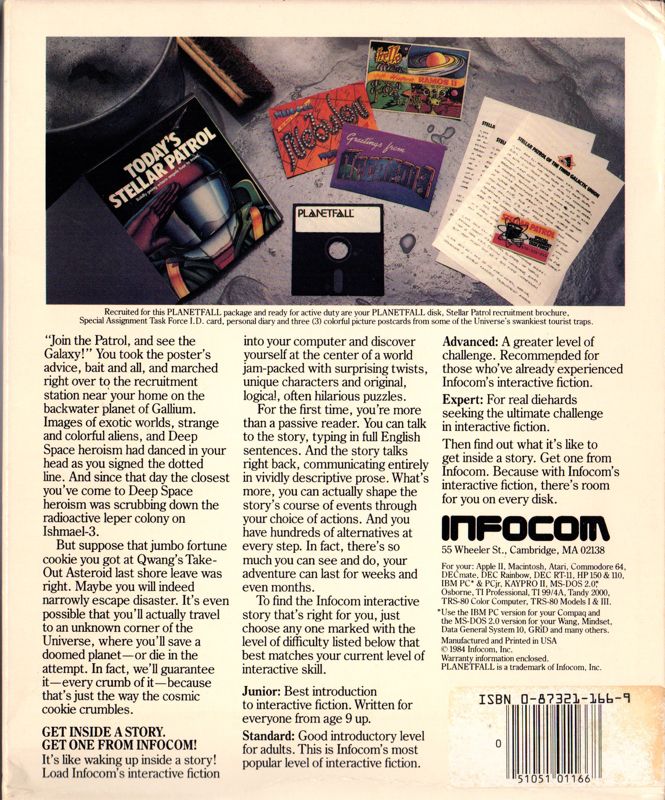 TODAY'S
STELLAR PATROL
Hello
RAMOS II
Nebulon
Greetings from
Accardi
PLANETFALL
STELLAR PATROL OF THE THIRD GALACTIC UNION
STELLAR PATROL
Recruited for this PLANETFALL package and ready for active duty are your PLANETFALL disk, Stellar Patrol recruitment brochure,
Special Assignment Task Force I.D. card, personal diary and three (3) colorful picture postcards from some of the Universe's swankiest tourist traps.
"Join the Patrol, and see the
Galaxy!" You took the poster's
advice, bait and all, and marched
right over to the recruitment
station near your home on the
backwater planet of Gallium.
Images of exotic worlds, strange
and colorful aliens, and Deep
Space heroism had danced in your
head as you signed the dotted
line. And since that day the closest
you've come to Deep Space
heroism was scrubbing down the
radioactive leper colony on
Ishmael-3.
But suppose that jumbo fortune
cookie you got at Qwang's Take-
Out Asteroid last shore leave was
right. Maybe you will indeed
narrowly escape disaster. It's even
possible that you'll actually travel
to an unknown corner of the
Universe, where you'll save a
doomed planet—or die in the
attempt. In fact, we'll guarantee
it—every crumb of it—because
that's just the way the cosmic
cookie crumbles.
GET INSIDE A STORY.
GET ONE FROM INFOCOM!
It's like waking up inside a story!
Load Infocom's interactive fiction
into your computer and discover
yourself at the center of a world
jam-packed with surprising twists,
unique characters and original,
logical, often hilarious puzzles.
For the first time, you're more
than a passive reader. You can talk
to the story, typing in full English
sentences. And the story talks
right back, communicating entirely
in vividly descriptive prose. What's
more, you can actually shape the
story's course of events through
your choice of actions. And you
have hundreds of alternatives at
every step. In fact, there's so
much you can see and do, your
adventure can last for weeks and
even months.
To find the Infocom interactive
story that's right for you, just
choose any one marked with the
level of difficulty listed below that
best matches your current level of
interactive skill.
Junior: Best introduction
to interactive fiction. Written for
everyone from age 9 up.
Standard: Good introductory level
for adults. This is Infocom's most
popular level of interactive fiction.
Advanced: A greater level of
challenge. Recommended for
those who've already experienced
Infocom's interactive fiction.
Expert: For real diehards
seeking the ultimate challenge
in interactive fiction.
Then find out what it's like to
get inside a story. Get one from
Infocom. Because with Infocom's
interactive fiction, there's room
for you on every disk.
INFOCOM
55 Wheeler St., Cambridge, MA 02138
For your: Apple II, Macintosh, Atari, Commodore 64,
DECmate, DEC Rainbow, DEC RT-11, HP 150 & 110,
IBM PC* & PCjr, KAYPRO II, MS-DOS 2.0,*
Osborne, TI Professional, TI 99/4A, Tandy 2000,
TRS-80 Color Computer, TRS-80 Models I & III.
*Use the IBM PC version for your Compaq and
the MS-DOS 2.0 version for your Wang, Mindset,
Data General System 10, GRiD and many others.
Manufactured and Printed in USA
© 1984 Infocom, Inc.
Warranty information enclosed.
PLANETFALL is a trademark of Infocom, Inc.
ISBN 0-87321-166-9
0
51051 01166